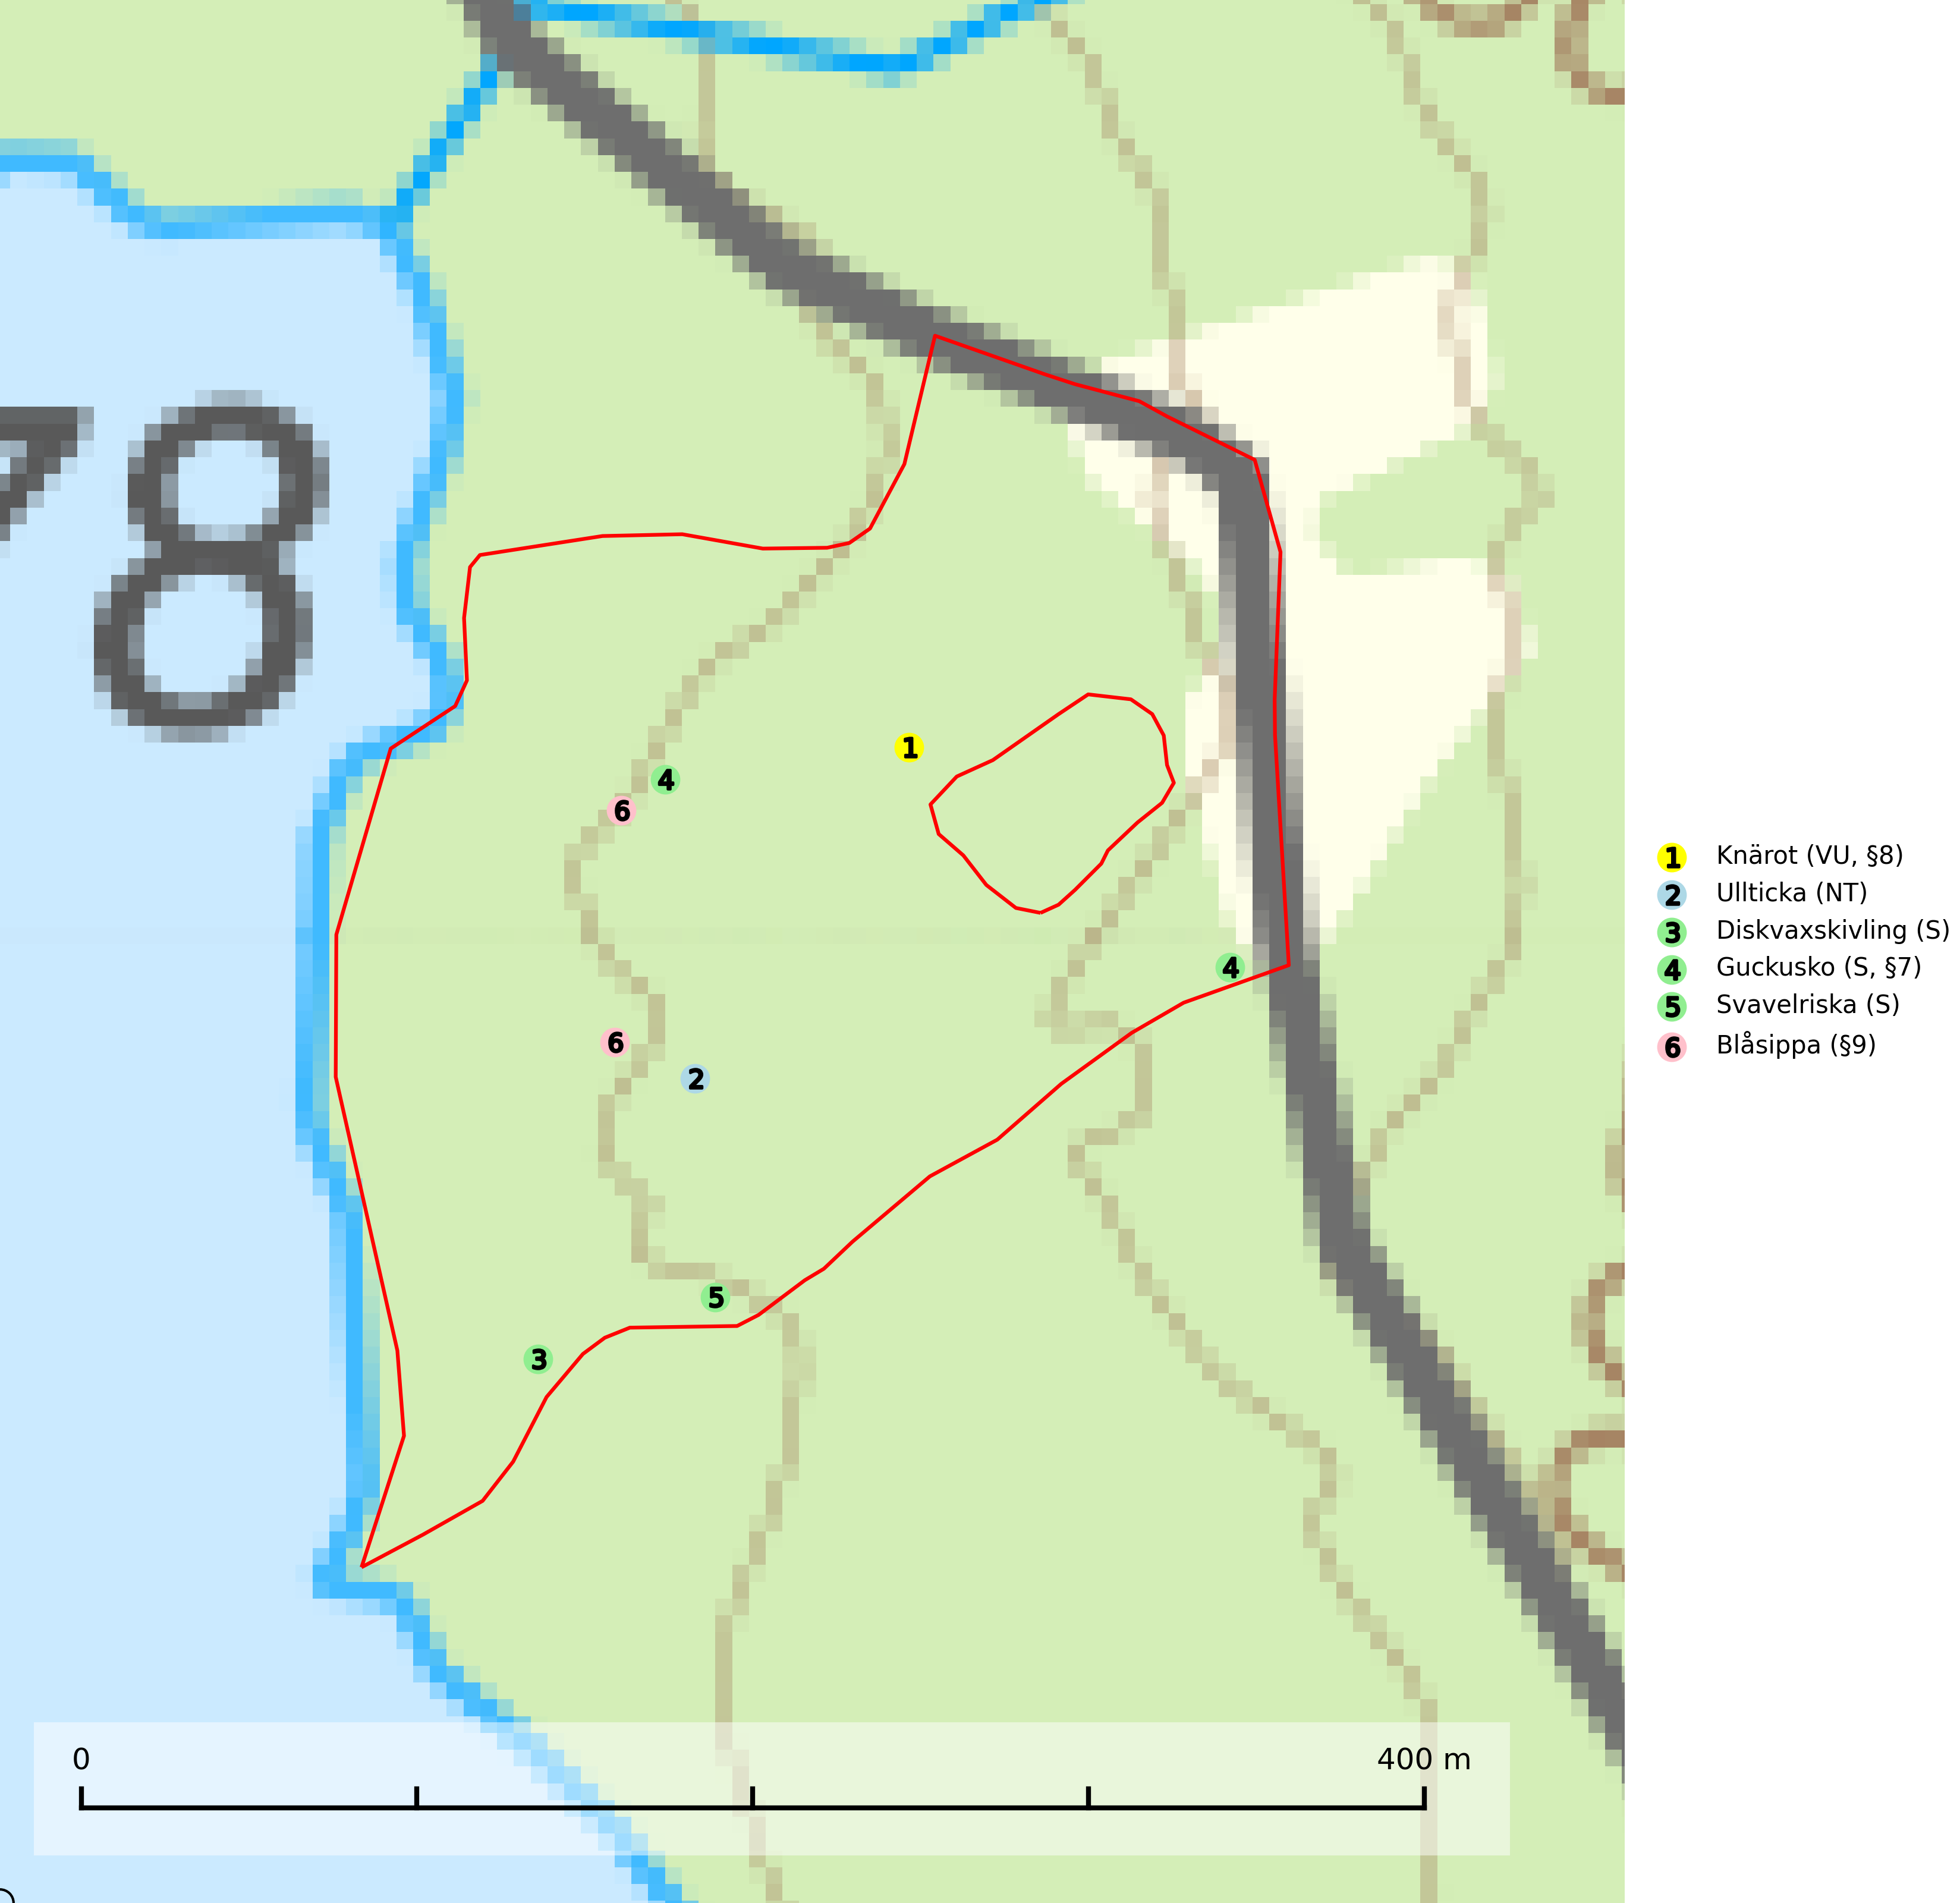 78
1
4
6
4
6
2
5
3
1 Knärot (VU, §8)
2 Ullticka (NT)
3 Diskvaxskivling (S)
4 Guckusko (S, §7)
5 Svavelriska (S)
6 Blåsippa (§9)
0 400 m